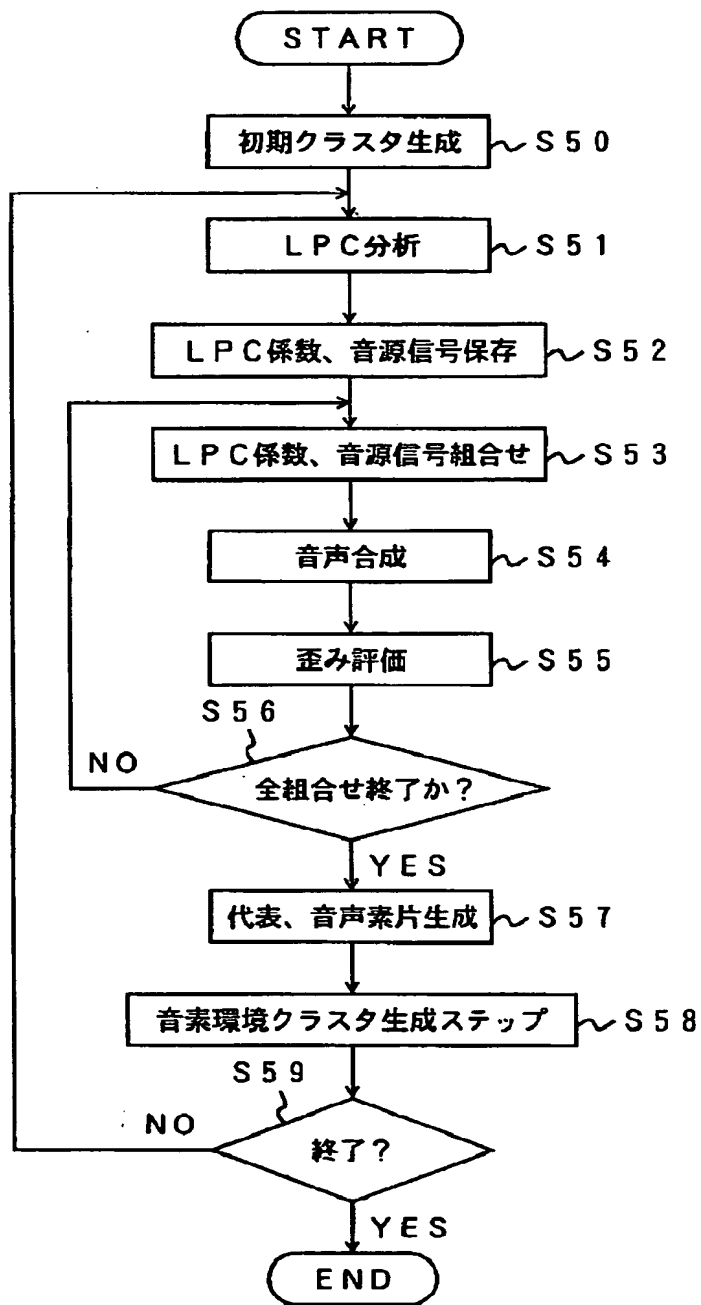 START
初期クラスタ生成 S50
LPC分析 S51
LPC係数、音源信号保存 S52
LPC係数、音源信号組合せ S53
音声合成 S54
歪み評価 S55
S56
NO
全組合せ終了か?
YES
代表、音声素片生成 S57
音素環境クラスタ生成ステップ S58
S59
NO
終了?
YES
END